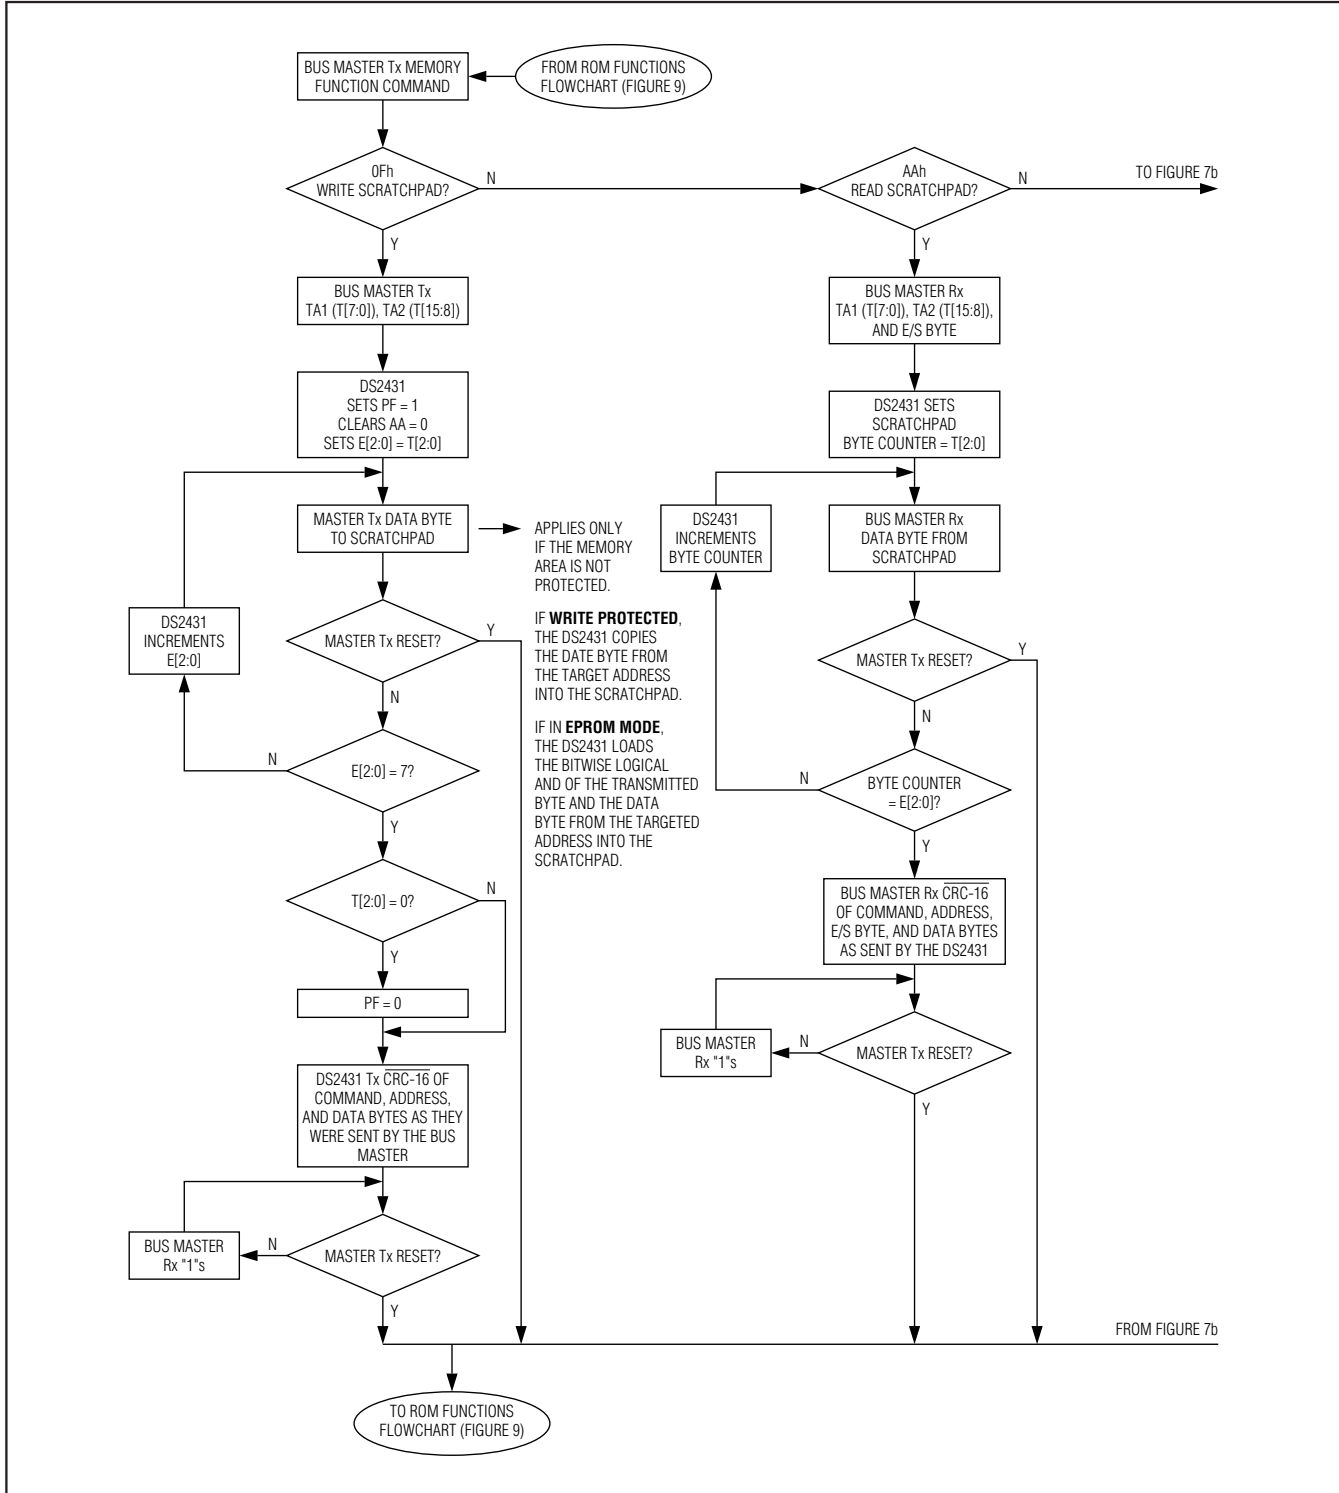 BUS MASTER Tx MEMORY
FUNCTION COMMAND
FROM ROM FUNCTIONS
FLOWCHART (FIGURE 9)
0Fh
WRITE SCRATCHPAD?
N
Y
AAh
READ SCRATCHPAD?
N
TO FIGURE 7b
Y
BUS MASTER Tx
TA1 (T[7:0]), TA2 (T[15:8])
DS2431
SETS PF = 1
CLEARS AA = 0
SETS E[2:0] = T[2:0]
MASTER Tx DATA BYTE
TO SCRATCHPAD
APPLIES ONLY
IF THE MEMORY
AREA IS NOT
PROTECTED.
IF WRITE PROTECTED,
THE DS2431 COPIES
THE DATE BYTE FROM
THE TARGET ADDRESS
INTO THE SCRATCHPAD.
IF IN EPROM MODE,
THE DS2431 LOADS
THE BITWISE LOGICAL
AND OF THE TRANSMITTED
BYTE AND THE DATA
BYTE FROM THE TARGETED
ADDRESS INTO THE
SCRATCHPAD.
DS2431
INCREMENTS
E[2:0]
MASTER Tx RESET?
Y
N
E[2:0] = 7?
N
Y
T[2:0] = 0?
N
Y
PF = 0
DS2431 Tx CRC-16 OF
COMMAND, ADDRESS,
AND DATA BYTES AS THEY
WERE SENT BY THE BUS
MASTER
BUS MASTER
Rx "1"s
N
MASTER Tx RESET?
Y
BUS MASTER Rx
TA1 (T[7:0]), TA2 (T[15:8]),
AND E/S BYTE
DS2431 SETS
SCRATCHPAD
BYTE COUNTER = T[2:0]
DS2431
INCREMENTS
BYTE COUNTER
BUS MASTER Rx
DATA BYTE FROM
SCRATCHPAD
MASTER Tx RESET?
Y
N
BYTE COUNTER
= E[2:0]?
N
Y
BUS MASTER Rx CRC-16
OF COMMAND, ADDRESS,
E/S BYTE, AND DATA BYTES
AS SENT BY THE DS2431
BUS MASTER
Rx "1"s
N
MASTER Tx RESET?
Y
FROM FIGURE 7b
TO ROM FUNCTIONS
FLOWCHART (FIGURE 9)